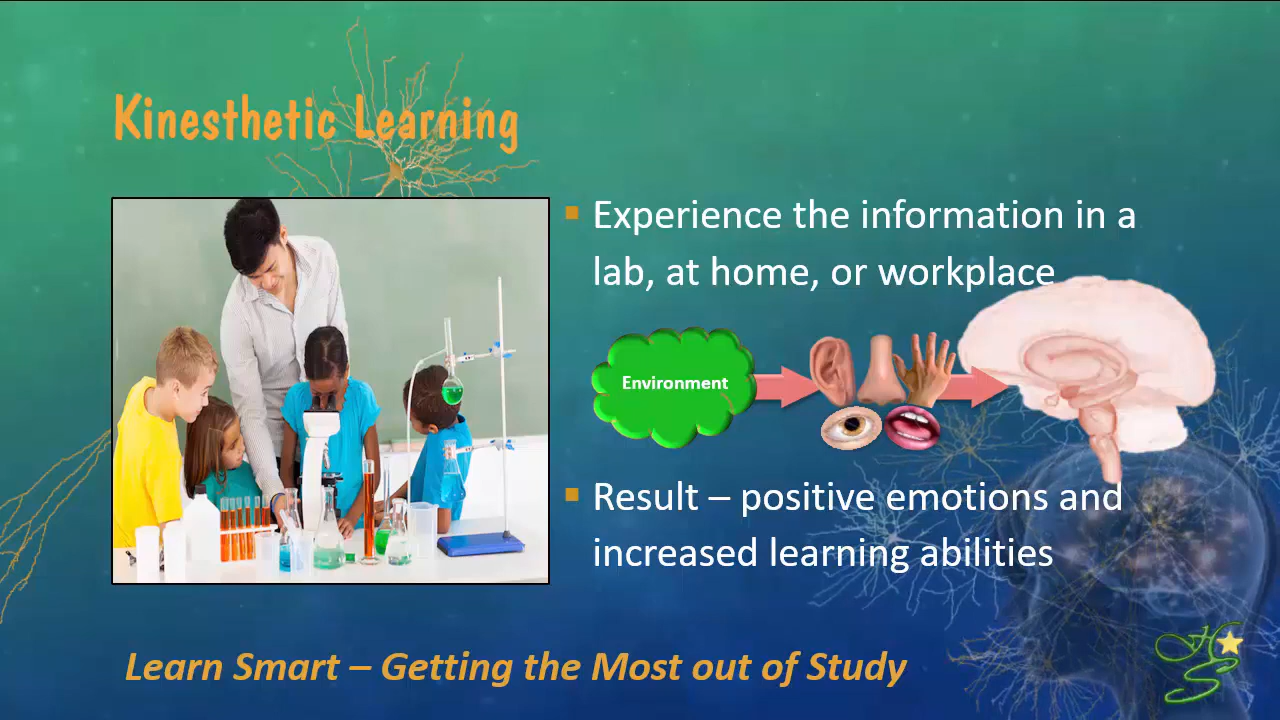 Kinesthetic Learning
Experience the information in a
lab, at home, or workplace
Environment
Result – positive emotions and
increased learning abilities
Learn Smart – Getting the Most out of Study
HS